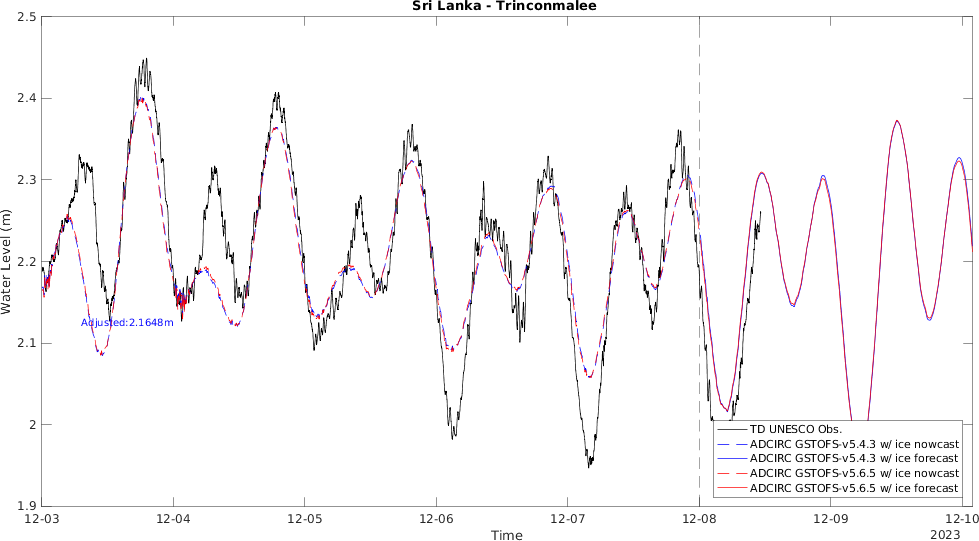 Sri Lanka - Trinconmalee
2.5
2.4
2.3
2.2
2.1
2
1.9
Water Level (m)
Adjusted:2.1648m
TD UNESCO Obs.
ADCIRC GSTOFS-v5.4.3 w/ ice nowcast
ADCIRC GSTOFS-v5.4.3 w/ ice forecast
ADCIRC GSTOFS-v5.6.5 w/ ice nowcast
ADCIRC GSTOFS-v5.6.5 w/ ice forecast
12-03 12-04 12-05 12-06 12-07 12-08 12-09 12-10
Time
2023